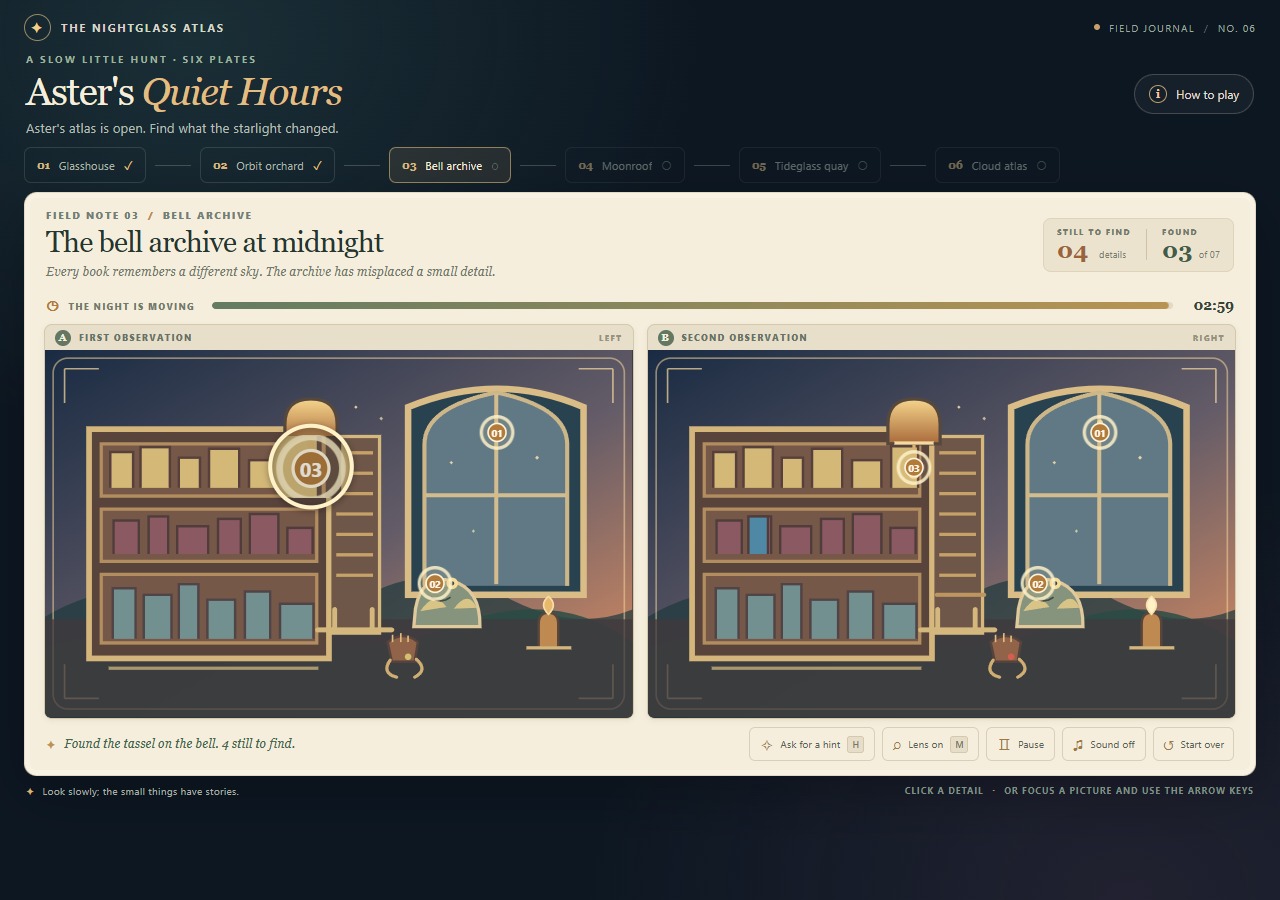 THE NIGHTGLASS ATLAS
FIELD JOURNAL / NO. 06
A SLOW LITTLE HUNT · SIX PLATES
Aster's Quiet Hours
How to play
Aster's atlas is open. Find what the starlight changed.
01 Glasshouse ✓
02 Orbit orchard ✓
03 Bell archive
04 Moonroof
05 Tideglass quay
06 Cloud atlas
FIELD NOTE 03 / BELL ARCHIVE
The bell archive at midnight
Every book remembers a different sky. The archive has misplaced a small detail.
STILL TO FIND
04 details
FOUND
03 of 07
THE NIGHT IS MOVING
02:59
A FIRST OBSERVATION
LEFT
B SECOND OBSERVATION
RIGHT
01
03
02
01
03
02
Found the tassel on the bell. 4 still to find.
Ask for a hint H
Lens on M
Pause
Sound off
Start over
Look slowly; the small things have stories.
CLICK A DETAIL · OR FOCUS A PICTURE AND USE THE ARROW KEYS